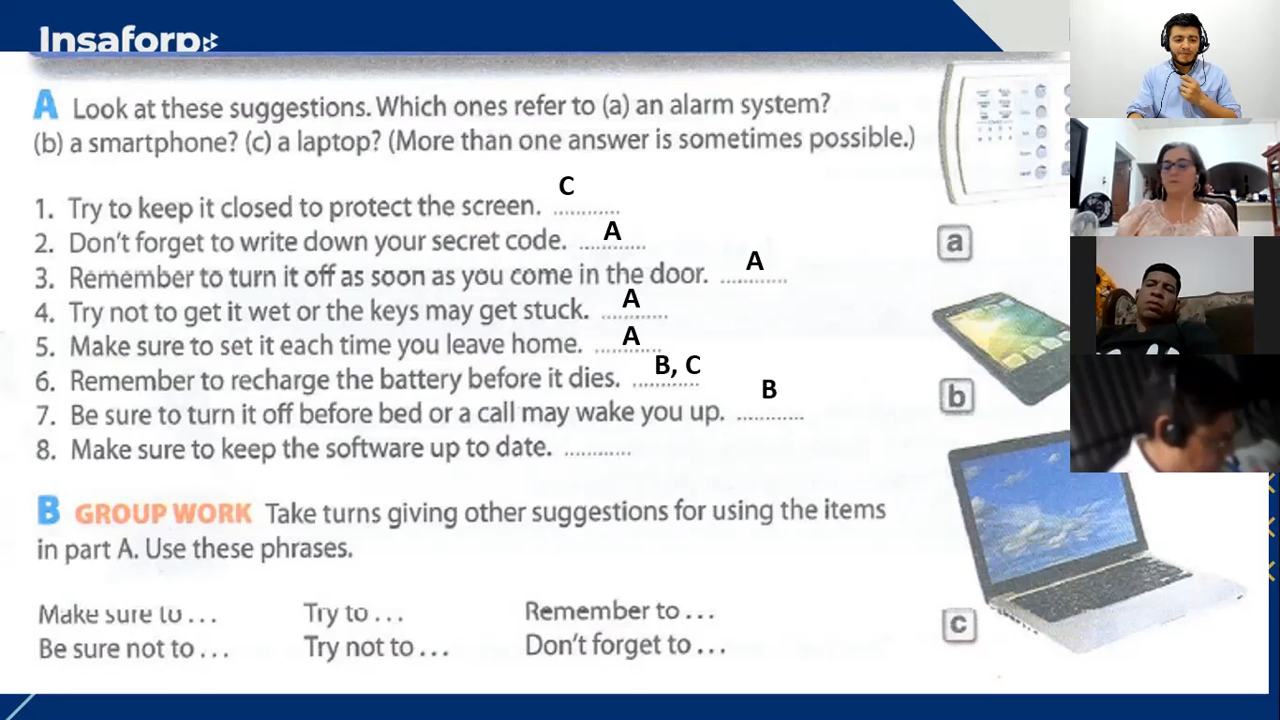 Insaforp
A Look at these suggestions. Which ones refer to (a) an alarm system?
(b) a smartphone? (c) a laptop? (More than one answer is sometimes possible.)
1. Try to keep it closed to protect the screen. ............ C
2. Don't forget to write down your secret code. ............ A
3. Remember to turn it off as soon as you come in the door. ............ A
4. Try not to get it wet or the keys may get stuck. ............ A
5. Make sure to set it each time you leave home. ............ A
6. Remember to recharge the battery before it dies. ............ B, C
7. Be sure to turn it off before bed or a call may wake you up. ............ B
8. Make sure to keep the software up to date. ............
a
b
c
B GROUP WORK Take turns giving other suggestions for using the items
in part A. Use these phrases.
Make sure to ... Try to ... Remember to ...
Be sure not to ... Try not to ... Don't forget to ...